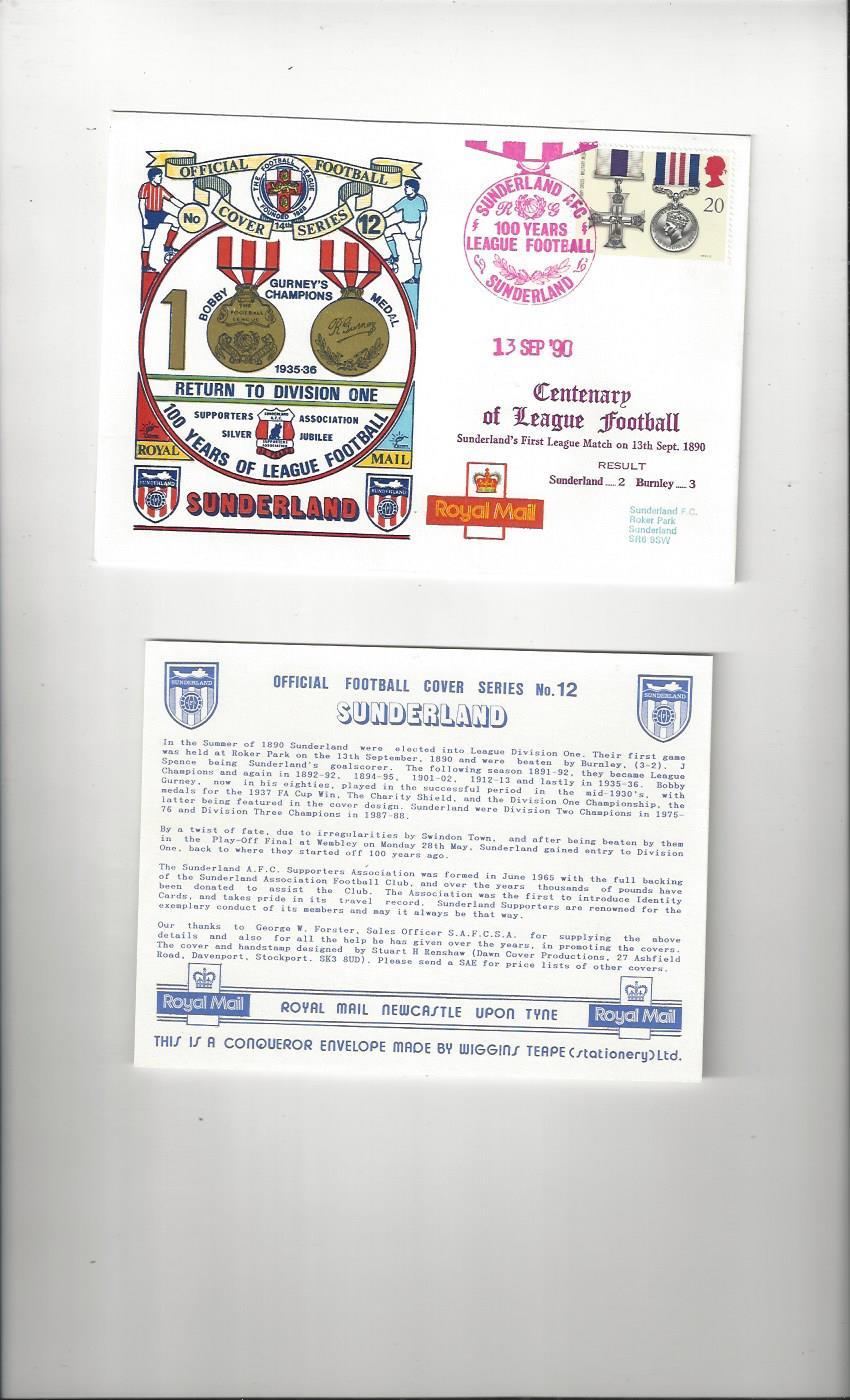 OFFICIAL FOOTBALL
THE FOOTBALL LEAGUE
FOUNDED 1888
No COVER 14th SERIES 12
1
BOBBY GURNEY'S CHAMPIONS MEDAL
THE FOOTBALL LEAGUE
R Gurney
1935-36
RETURN TO DIVISION ONE
SUPPORTERS ASSOCIATION
SILVER JUBILEE
SUNDERLAND A.F.C. SUPPORTERS ASSOCIATION
100 YEARS OF LEAGUE FOOTBALL
ROYAL MAIL
SUNDERLAND
SUNDERLAND
SUNDERLAND
SUNDERLAND AFC
R G
100 YEARS
LEAGUE FOOTBALL
SUNDERLAND
20
13 SEP '90
Centenary
of League Football
Sunderland's First League Match on 13th Sept. 1890
RESULT
Sunderland .... 2 Burnley .... 3
Royal Mail
Sunderland F.C.
Roker Park
Sunderland
SR6 9SW
SUNDERLAND
SUNDERLAND
OFFICIAL FOOTBALL COVER SERIES No.12
SUNDERLAND
In the Summer of 1890 Sunderland were elected into League Division One. Their first game
was held at Roker Park on the 13th September, 1890 and were beaten by Burnley, (3-2). J
Spence being Sunderland's goalscorer. The following season 1891-92, they became League
Champions and again in 1892-92, 1894-95, 1901-02, 1912-13 and lastly in 1935-36. Bobby
Gurney, now in his eighties, played in the successful period in the mid-1930's, with
medals for the 1937 FA Cup Win, The Charity Shield, and the Division One Championship, the
latter being featured in the cover design. Sunderland were Division Two Champions in 1975-
76 and Division Three Champions in 1987-88.
By a twist of fate, due to irregularities by Swindon Town, and after being beaten by them
in the Play-Off Final at Wembley on Monday 28th May, Sunderland gained entry to Division
One, back to where they started off 100 years ago.
The Sunderland A.F.C. Supporters Association was formed in June 1965 with the full backing
of the Sunderland Association Football Club, and over the years thousands of pounds have
been donated to assist the Club. The Association was the first to introduce Identity
Cards, and takes pride in its travel record. Sunderland Supporters are renowned for the
exemplary conduct of its members and may it always be that way.
Our thanks to George W. Forster, Sales Officer S.A.F.C.S.A. for supplying the above
details and also for all the help he has given over the years, in promoting the covers.
The cover and handstamp designed by Stuart H Renshaw (Dawn Cover Productions, 27 Ashfield
Road, Davenport, Stockport. SK3 8UD). Please send a SAE for price lists of other covers.
Royal Mail
ROYAL MAIL NEWCASTLE UPON TYNE
Royal Mail
THIS IS A CONQUEROR ENVELOPE MADE BY WIGGINS TEAPE (stationery) Ltd.